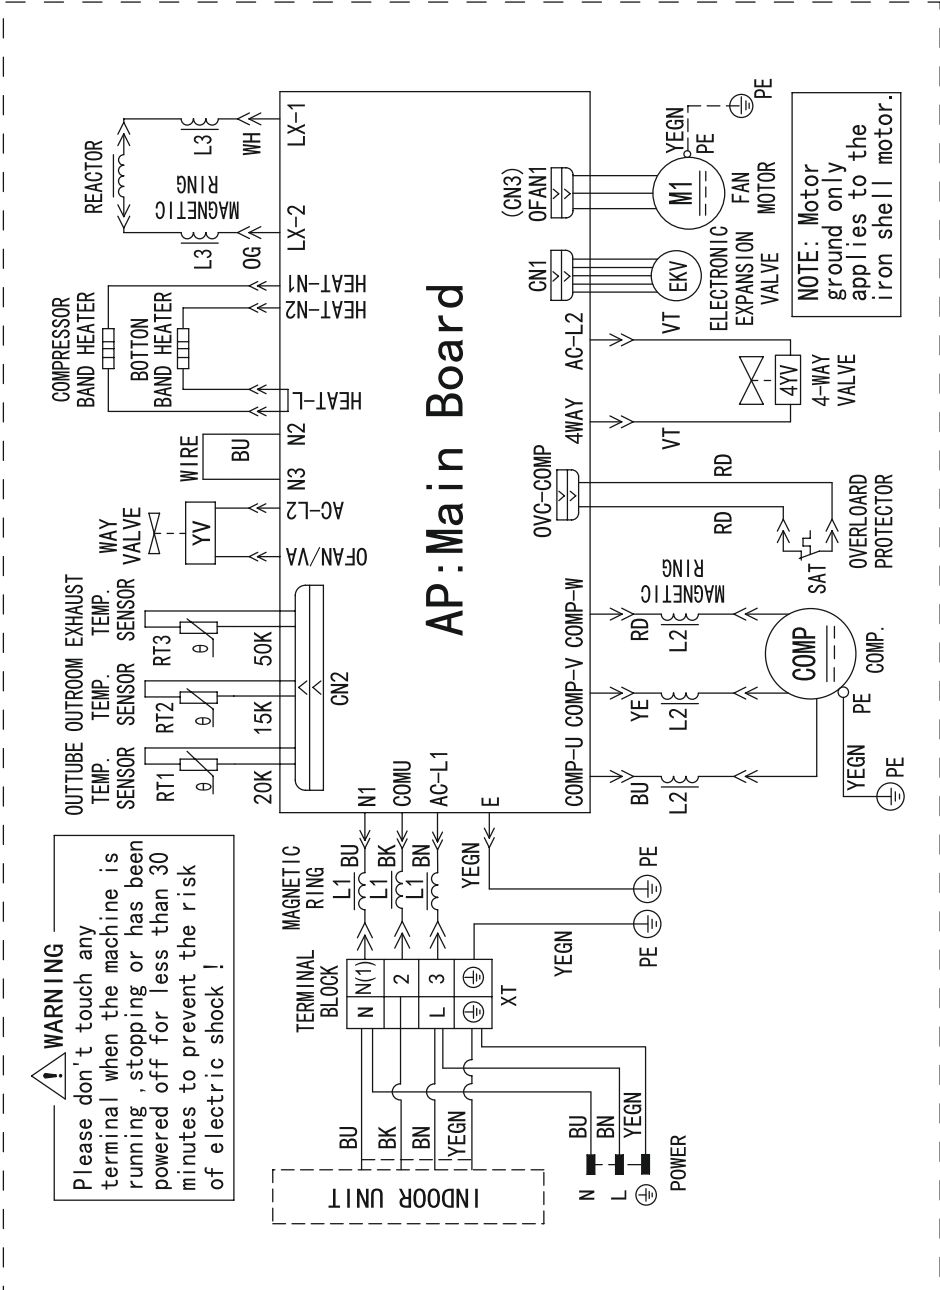 WARNING
Please don't touch any
terminal when the machine is
running ,stopping or has been
powered off for less than 30
minutes to prevent the risk
of electric shock !
OUTTUBE
TEMP.
SENSOR
RT1
θ
20K
OUTROOM
TEMP.
SENSOR
RT2
θ
15K
EXHAUST
TEMP.
SENSOR
RT3
θ
50K
CN2
WAY
VALVE
YV
OFAN/VA
AC-L2
WIRE
BU
N3
N2
COMPRESSOR
BAND HEATER
BOTTON
BAND HEATER
HEAT-L
HEAT-N2
HEAT-N1
REACTOR
MAGNETIC
RING
L3
L3
OG
WH
LX-2
LX-1
AP:Main Board
N1
COMU
AC-L1
E
MAGNETIC
RING
L1
BU
L1
BK
L1
BN
YEGN
TERMINAL
BLOCK
N
N(1)
2
L
3
XT
YEGN
PE
PE
BU
BK
BN
YEGN
INDOOR UNIT
BU
BN
YEGN
N
L
POWER
COMP-U
COMP-V
COMP-W
BU
YE
RD
L2
L2
L2
MAGNETIC
RING
COMP
COMP.
PE
YEGN
PE
OVC-COMP
RD
RD
SAT
OVERLOAD
PROTECTOR
4WAY
AC-L2
VT
VT
4YV
4-WAY
VALVE
CN1
EKV
ELECTRONIC
EXPANSION
VALVE
(CN3)
OFAN1
M1
FAN
MOTOR
YEGN
PE
PE
NOTE: Motor
ground only
applies to the
iron shell motor.